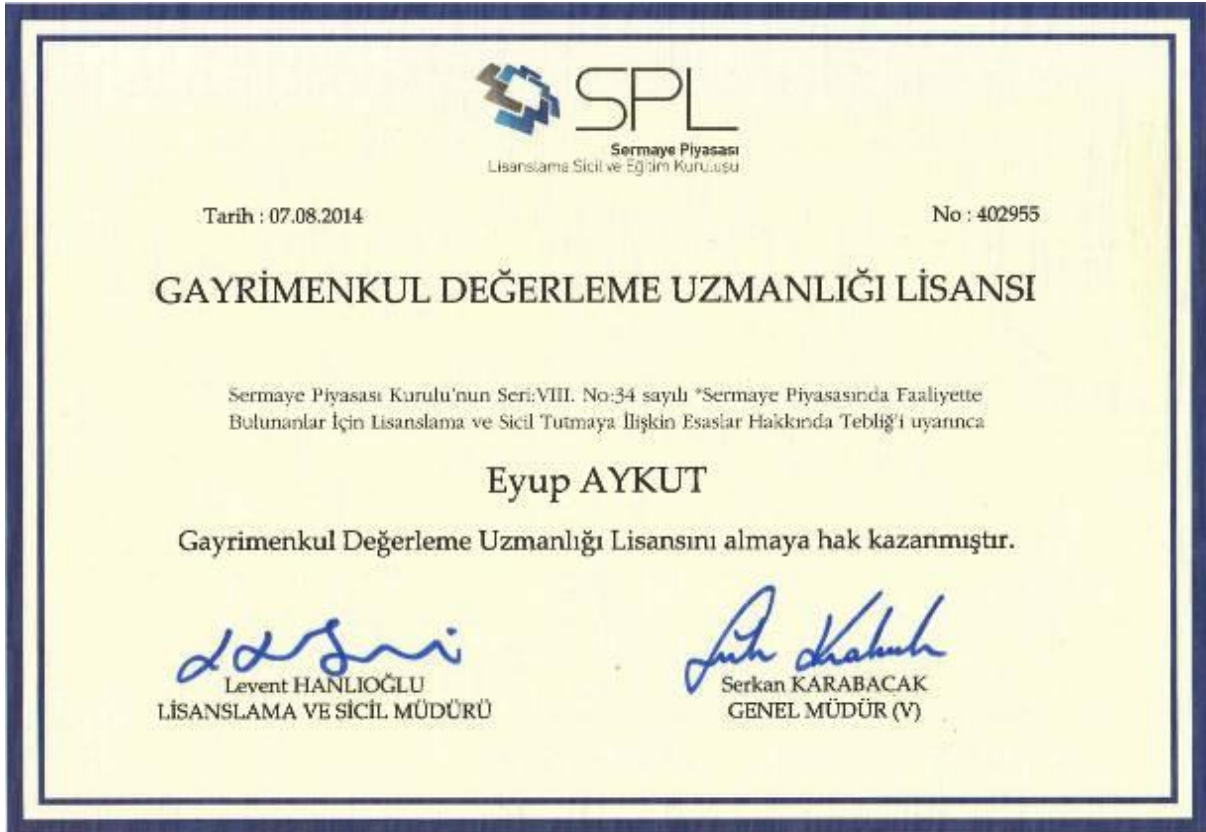 SPL
Sermaye Piyasası
Lisanslama Sicil ve Eğitim Kuruluşu
Tarih : 07.08.2014
No : 402955
GAYRİMENKUL DEĞERLEME UZMANLIĞI LİSANSI
Sermaye Piyasası Kurulu'nun Seri:VIII. No:34 sayılı "Sermaye Piyasasında Faaliyette
Bulunanlar İçin Lisanslama ve Sicil Tutmaya İlişkin Esaslar Hakkında Tebliğ'i uyarınca
Eyup AYKUT
Gayrimenkul Değerleme Uzmanlığı Lisansını almaya hak kazanmıştır.
Levent HANLIOĞLU
LİSANSLAMA VE SİCİL MÜDÜRÜ
Serkan KARABACAK
GENEL MÜDÜR (V)